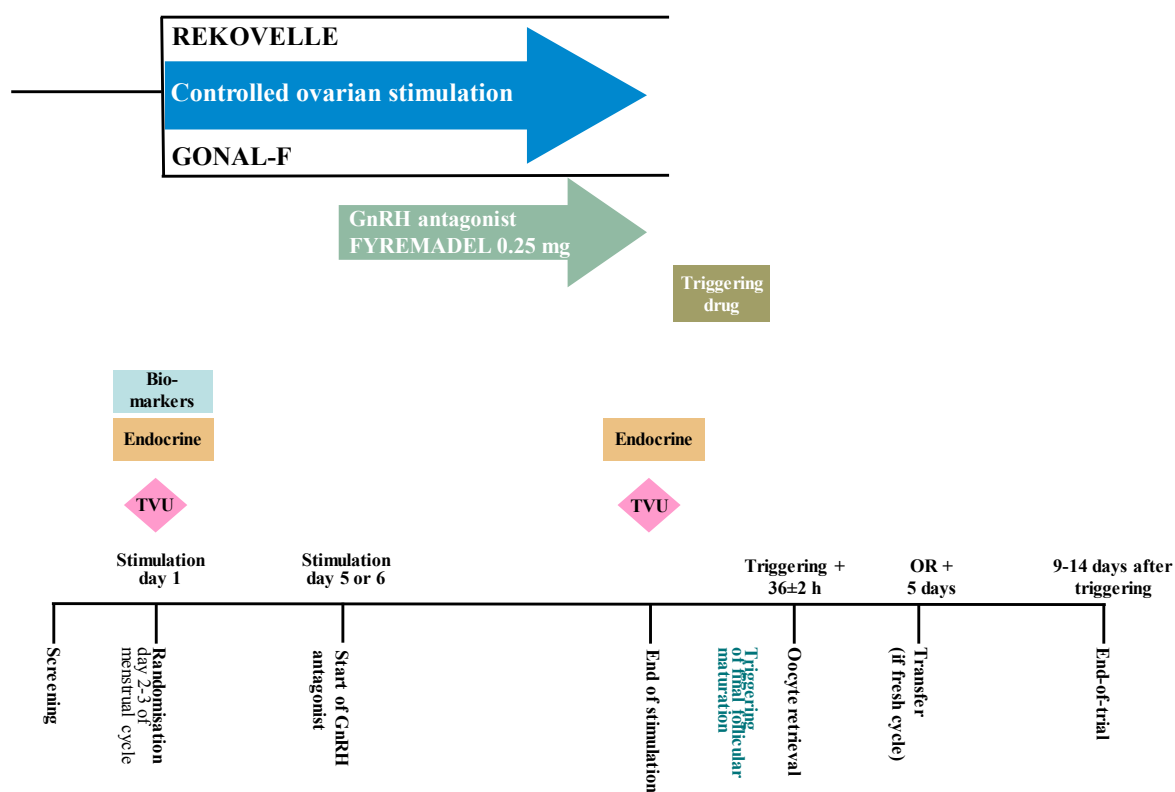 REKOVELLE
Controlled ovarian stimulation
GONAL-F
GnRH antagonist
FYREMADEL 0.25 mg
Triggering
drug
Bio-
markers
Endocrine
Endocrine
TVU
TVU
Stimulation
day 1
Stimulation
day 5 or 6
Triggering +
36±2 h
OR +
5 days
9-14 days after
triggering
Screening
Randomisation
day 2-3 of
menstrual cycle
Start of GnRH
antagonist
End of stimulation
Triggering
of final follicular
maturation
Oocyte retrieval
Transfer
(if fresh cycle)
End-of-trial